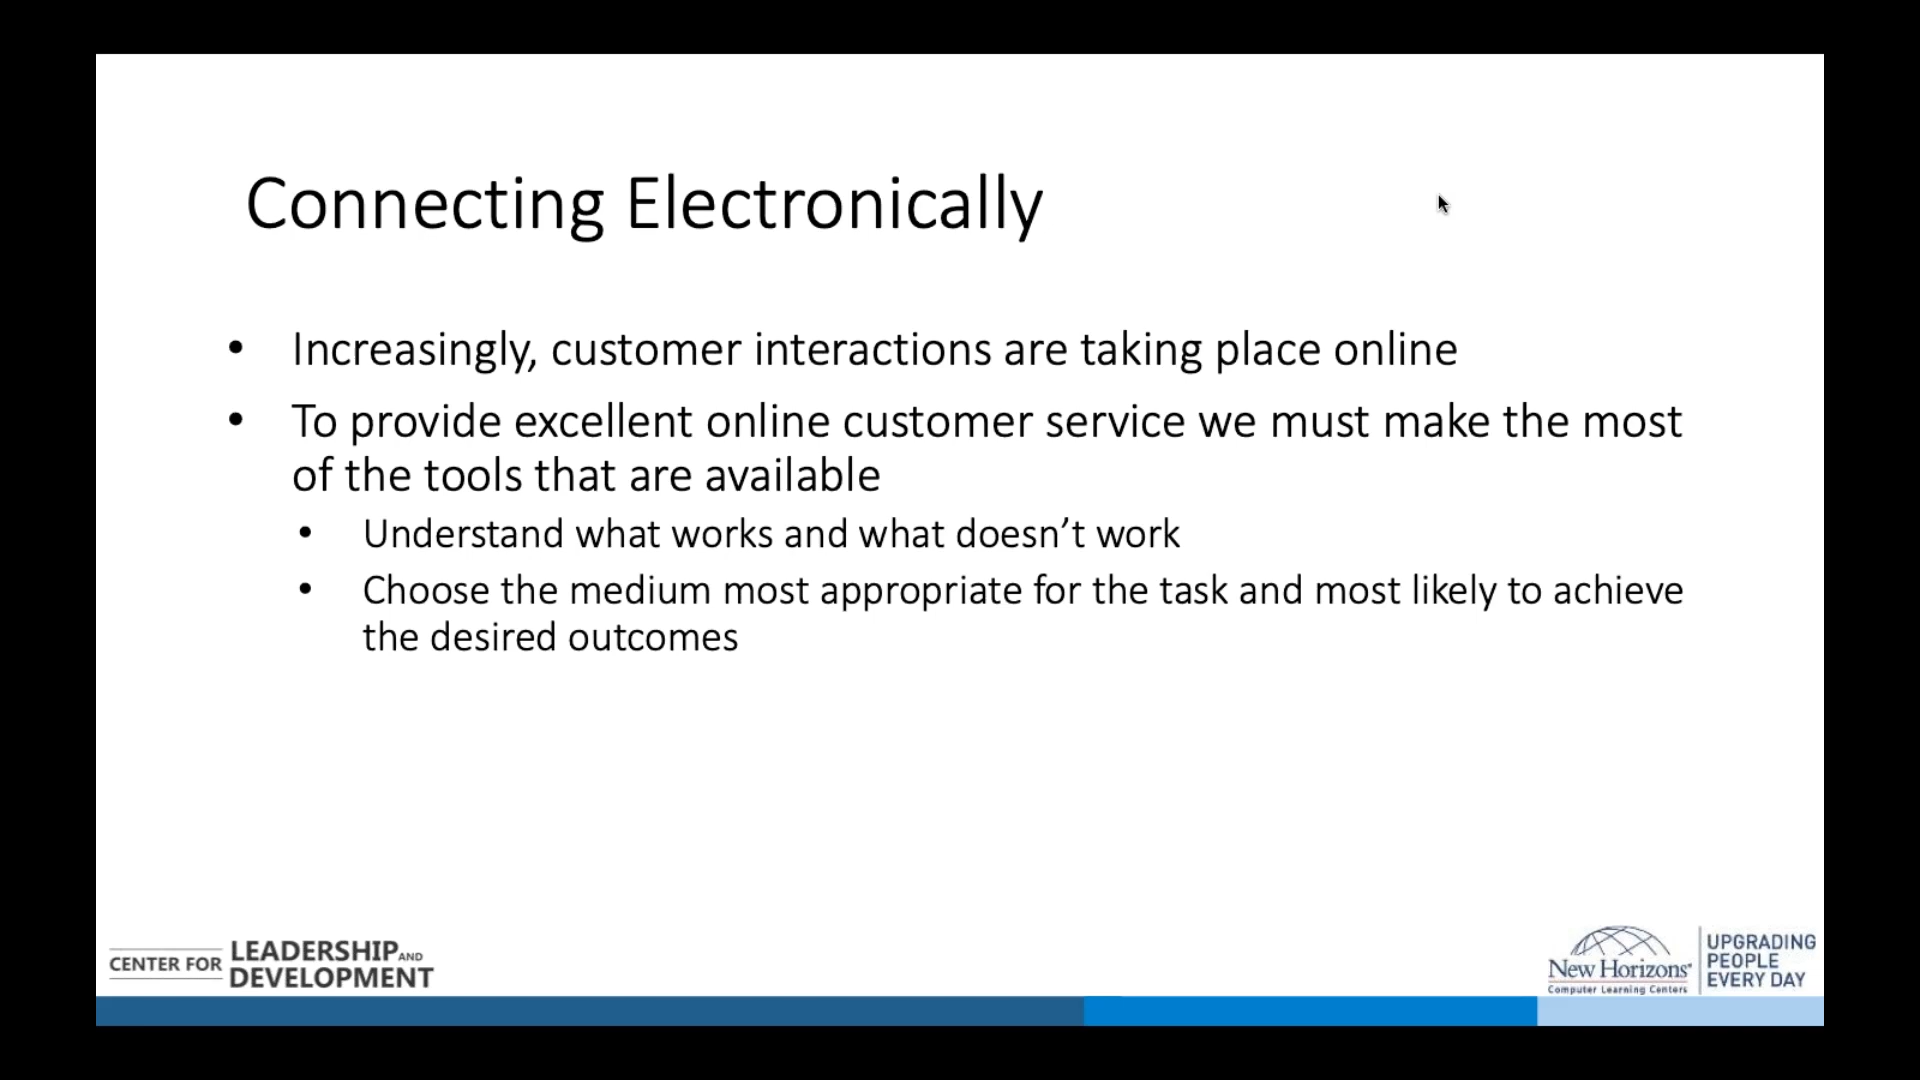 Connecting Electronically
• Increasingly, customer interactions are taking place online
• To provide excellent online customer service we must make the most
of the tools that are available
• Understand what works and what doesn’t work
• Choose the medium most appropriate for the task and most likely to achieve
the desired outcomes
CENTER FOR LEADERSHIP AND
DEVELOPMENT
New Horizons®
Computer Learning Centers
UPGRADING
PEOPLE
EVERY DAY